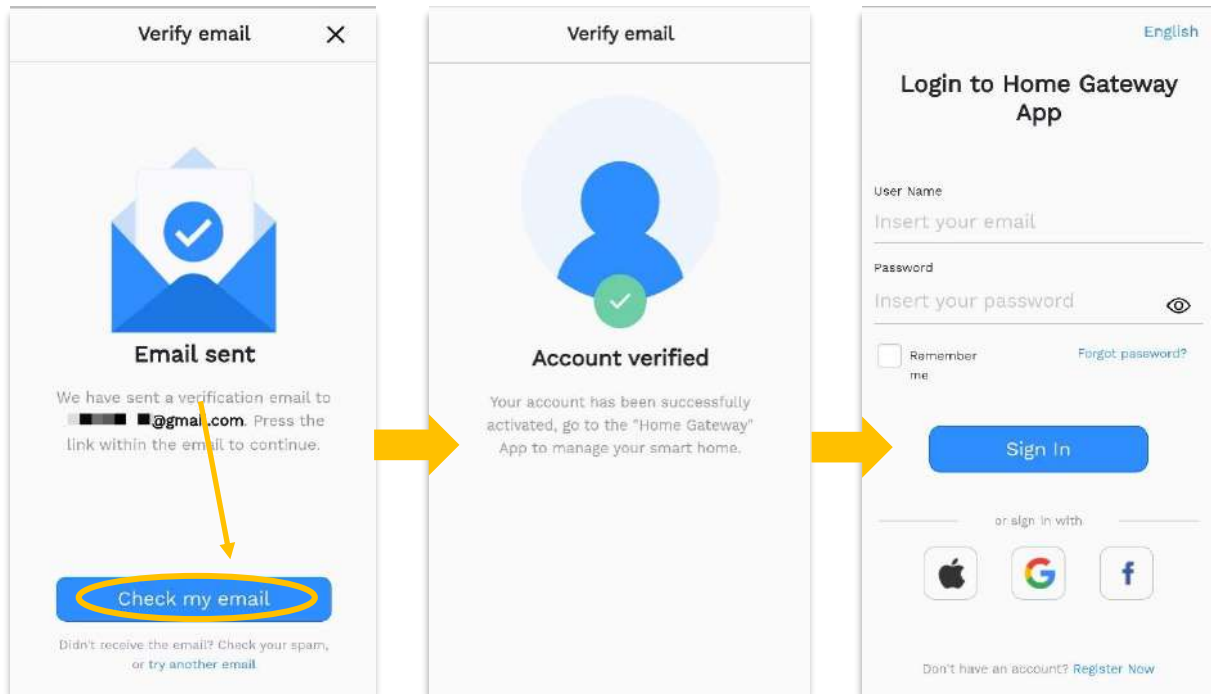 Verify email
Email sent
We have sent a verification email to
@gmail.com. Press the
link within the email to continue.
Check my email
Didn't receive the email? Check your spam,
or try another email
Verify email
Account verified
Your account has been successfully
activated, go to the "Home Gateway"
App to manage your smart home.
English
Login to Home Gateway
App
User Name
Insert your email
Password
Insert your password
Remember
me
Forgot password?
Sign In
or sign in with
Don't have an account? Register Now